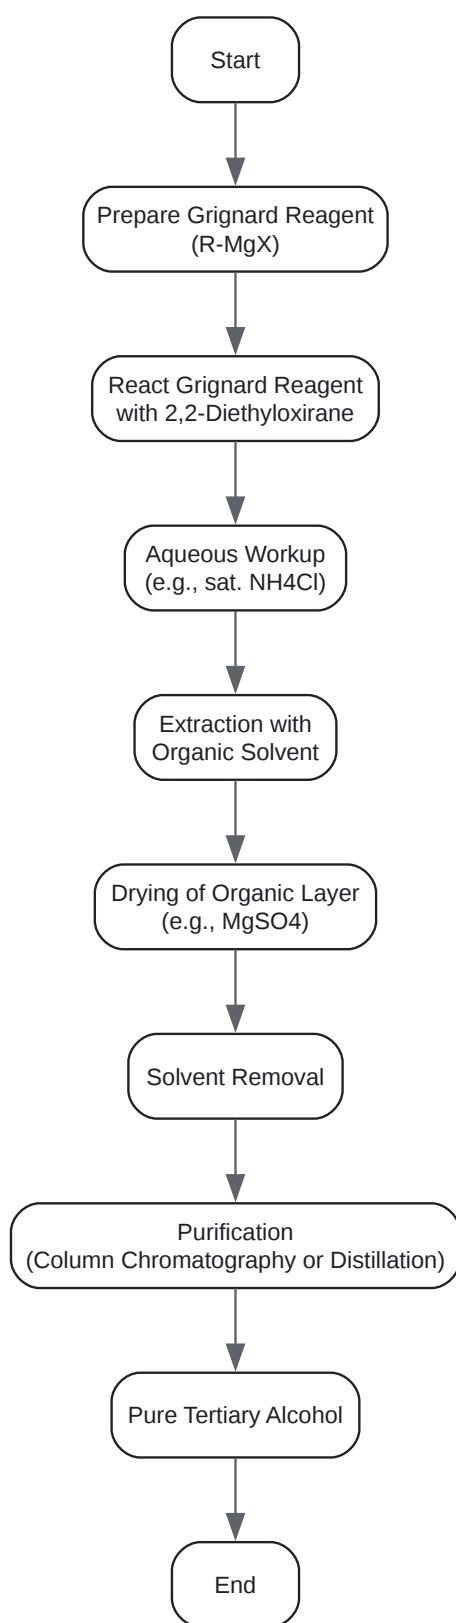 Start
Prepare Grignard Reagent
(R-MgX)
React Grignard Reagent
with 2,2-Diethyloxirane
Aqueous Workup
(e.g., sat. NH4Cl)
Extraction with
Organic Solvent
Drying of Organic Layer
(e.g., MgSO4)
Solvent Removal
Purification
(Column Chromatography or Distillation)
Pure Tertiary Alcohol
End